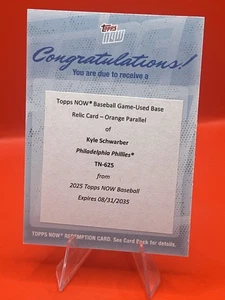 TOPPS
NOW
Congratulations!
You are due to receive a
Topps NOW® Baseball Game-Used Base
Relic Card – Orange Parallel
of
Kyle Schwarber
Philadelphia Phillies®
TN-625
from
2025 Topps NOW Baseball
Expires 08/31/2035
TOPPS NOW® REDEMPTION CARD. See Card Back for details.